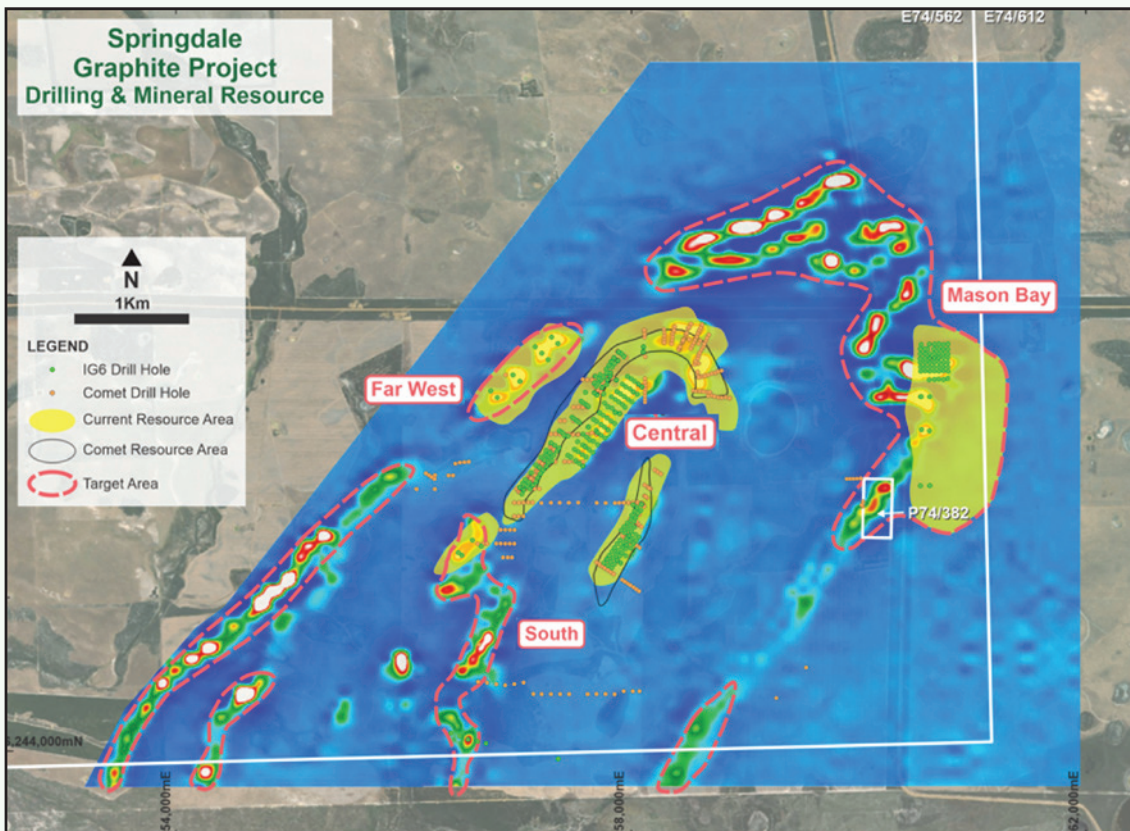 Springdale
Graphite Project
Drilling & Mineral Resource
E74/562 E74/612
N
1Km
LEGEND
IG6 Drill Hole
Comet Drill Hole
Current Resource Area
Comet Resource Area
Target Area
Mason Bay
Far West
Central
P74/382
South
,244,000mN
54,000mE
58,000mE
62,000mE